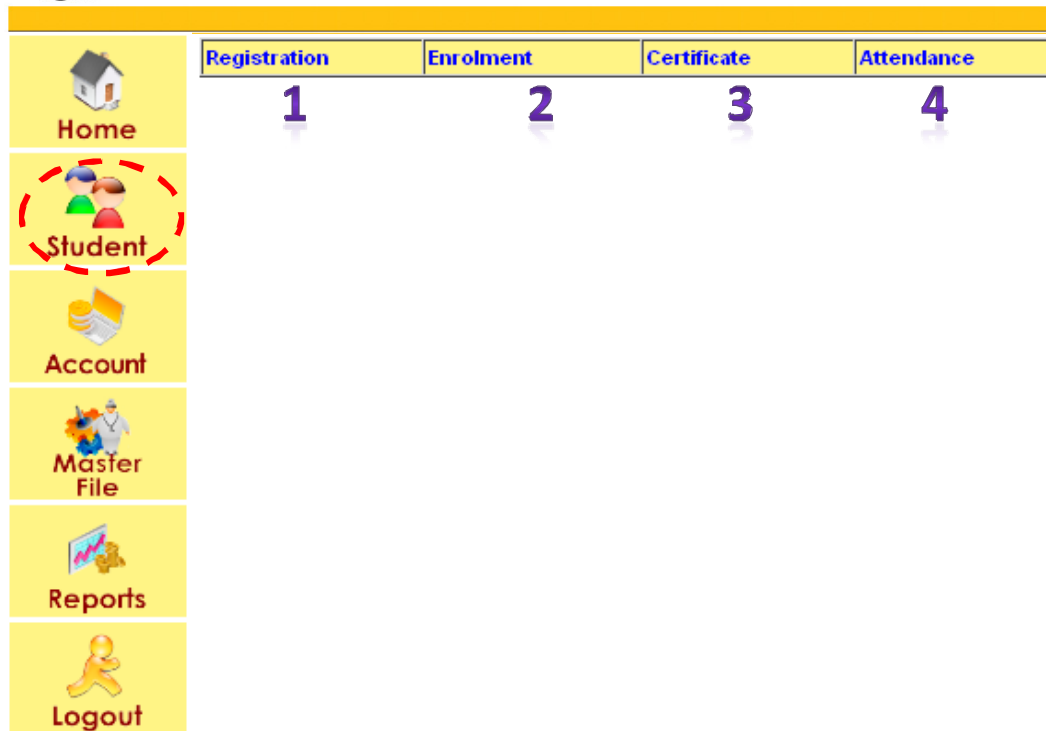 Registration Enrolment Certificate Attendance
1 2 3 4
Home
Student
Account
Master
File
Reports
Logout